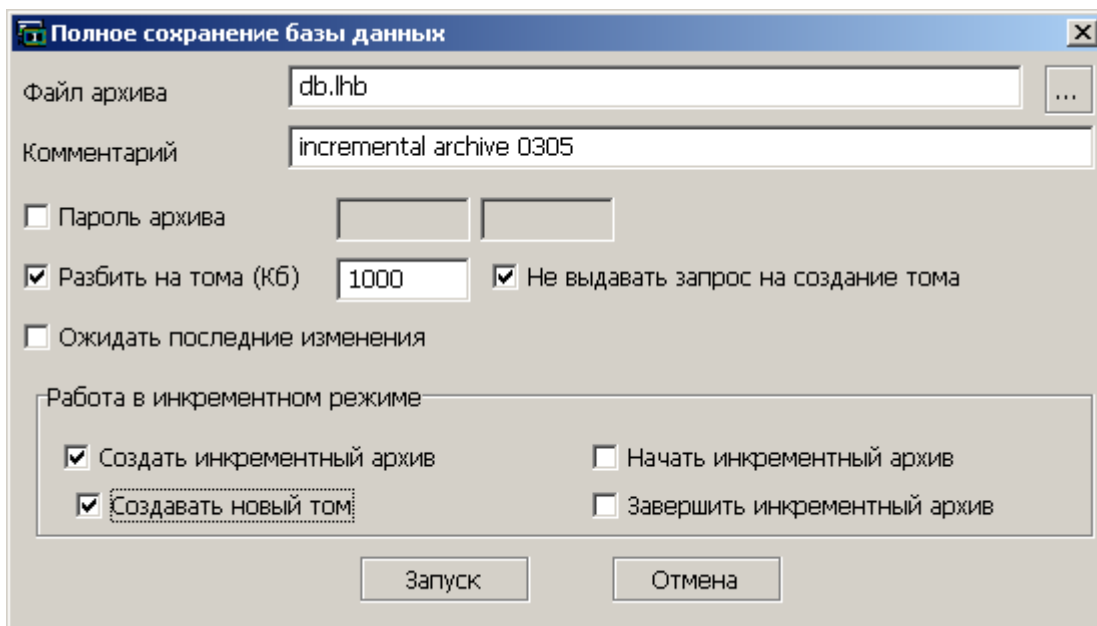 Полное сохранение базы данных
Файл архива db.lhb ...
Комментарий incremental archive 0305
Пароль архива
Разбить на тома (Кб) 1000 Не выдавать запрос на создание тома
Ожидать последние изменения
Работа в инкрементном режиме
Создать инкрементный архив Начать инкрементный архив
Создавать новый том Завершить инкрементный архив
Запуск Отмена